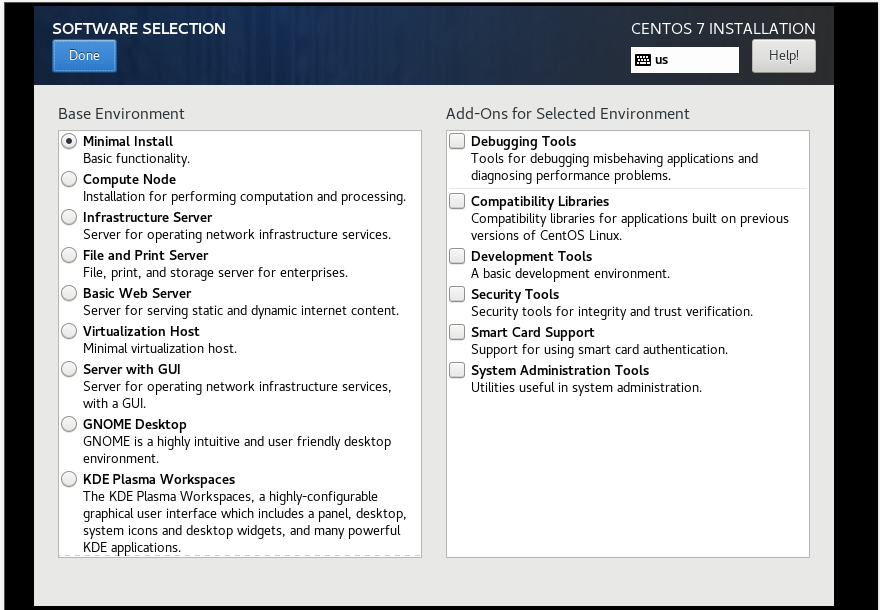 SOFTWARE SELECTION
CENTOS 7 INSTALLATION
Done
us
Help!
Base Environment
Minimal Install
Basic functionality.
Compute Node
Installation for performing computation and processing.
Infrastructure Server
Server for operating network infrastructure services.
File and Print Server
File, print, and storage server for enterprises.
Basic Web Server
Server for serving static and dynamic internet content.
Virtualization Host
Minimal virtualization host.
Server with GUI
Server for operating network infrastructure services,
with a GUI.
GNOME Desktop
GNOME is a highly intuitive and user friendly desktop
environment.
KDE Plasma Workspaces
The KDE Plasma Workspaces, a highly-configurable
graphical user interface which includes a panel, desktop,
system icons and desktop widgets, and many powerful
KDE applications.
Add-Ons for Selected Environment
Debugging Tools
Tools for debugging misbehaving applications and
diagnosing performance problems.
Compatibility Libraries
Compatibility libraries for applications built on previous
versions of CentOS Linux.
Development Tools
A basic development environment.
Security Tools
Security tools for integrity and trust verification.
Smart Card Support
Support for using smart card authentication.
System Administration Tools
Utilities useful in system administration.